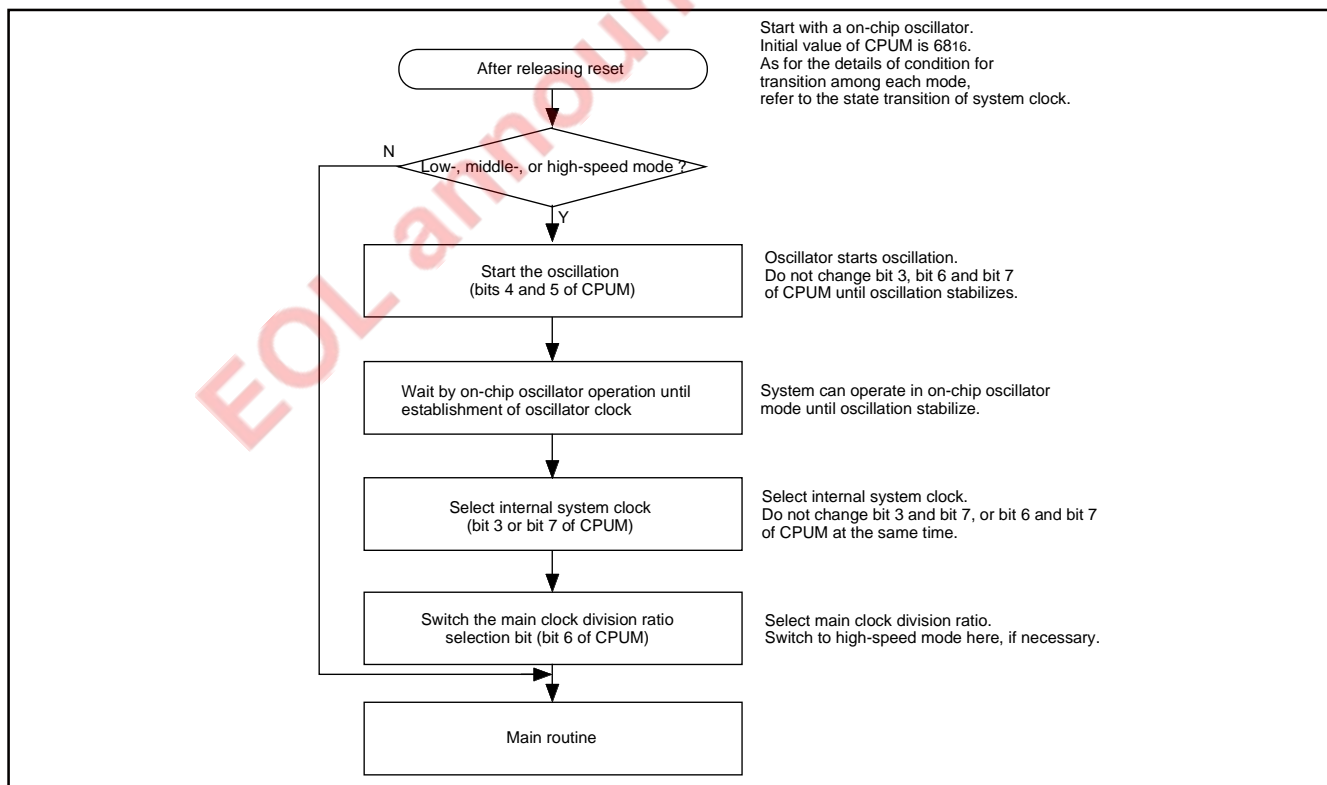 Start with a on-chip oscillator.
Initial value of CPUM is 6816.
As for the details of condition for
transition among each mode,
refer to the state transition of system clock.
After releasing reset
N
Low-, middle-, or high-speed mode ?
Y
Start the oscillation
(bits 4 and 5 of CPUM)
Oscillator starts oscillation.
Do not change bit 3, bit 6 and bit 7
of CPUM until oscillation stabilizes.
Wait by on-chip oscillator operation until
establishment of oscillator clock
System can operate in on-chip oscillator
mode until oscillation stabilize.
Select internal system clock
(bit 3 or bit 7 of CPUM)
Select internal system clock.
Do not change bit 3 and bit 7, or bit 6 and bit 7
of CPUM at the same time.
Switch the main clock division ratio
selection bit (bit 6 of CPUM)
Select main clock division ratio.
Switch to high-speed mode here, if necessary.
Main routine
EOL announ